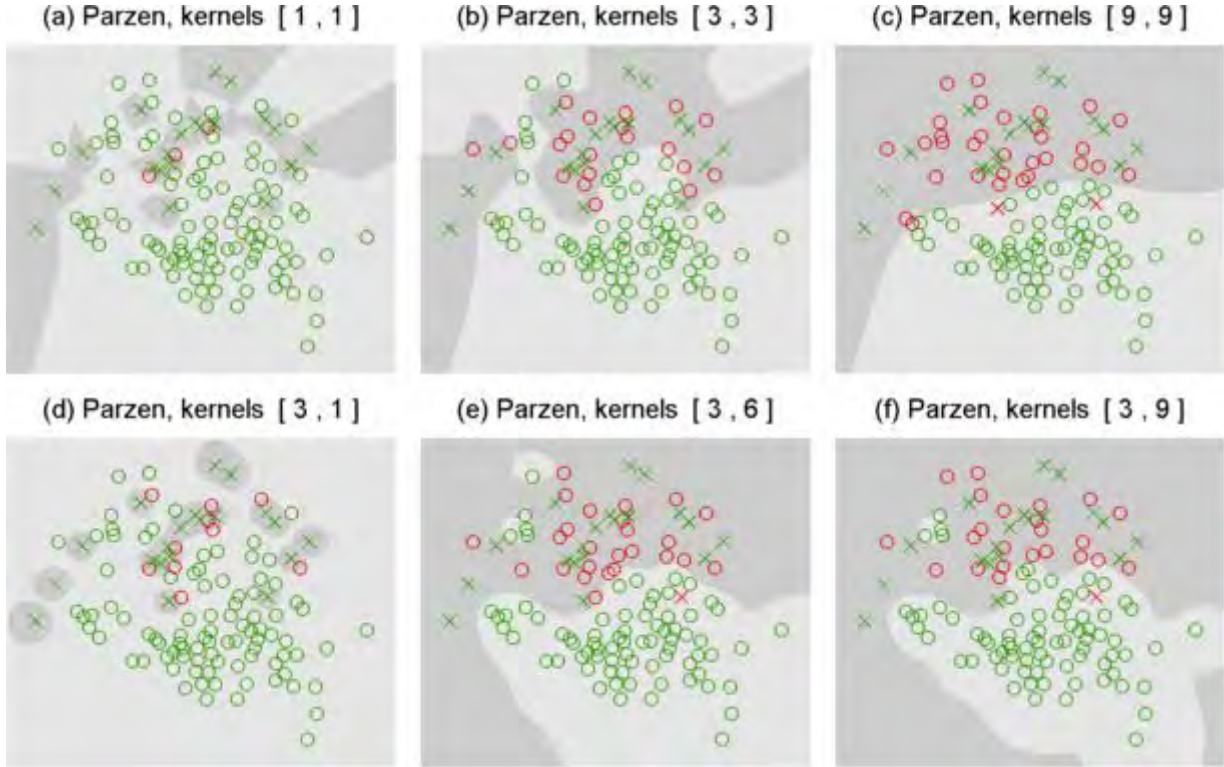 (a) Parzen, kernels [ 1 , 1 ]
(b) Parzen, kernels [ 3 , 3 ]
(c) Parzen, kernels [ 9 , 9 ]
(d) Parzen, kernels [ 3 , 1 ]
(e) Parzen, kernels [ 3 , 6 ]
(f) Parzen, kernels [ 3 , 9 ]